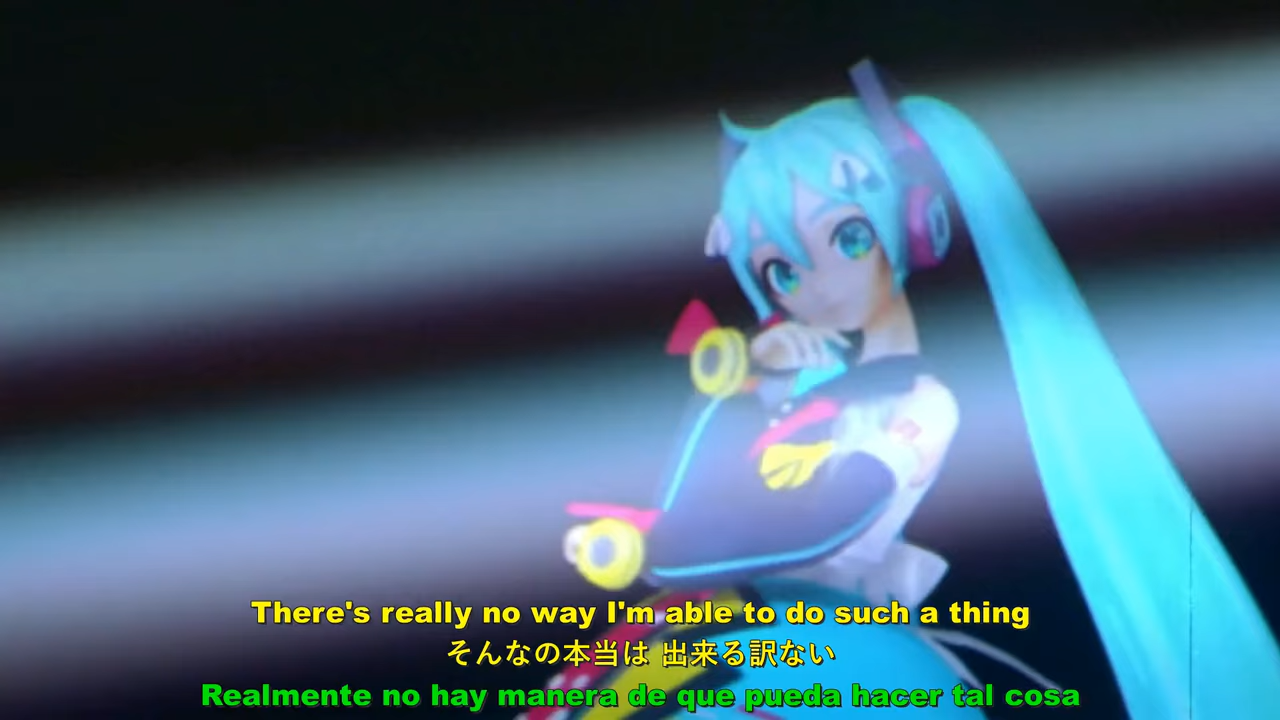 There's really no way I'm able to do such a thing
そんなの本当は 出来る訳ない
Realmente no hay manera de que pueda hacer tal cosa